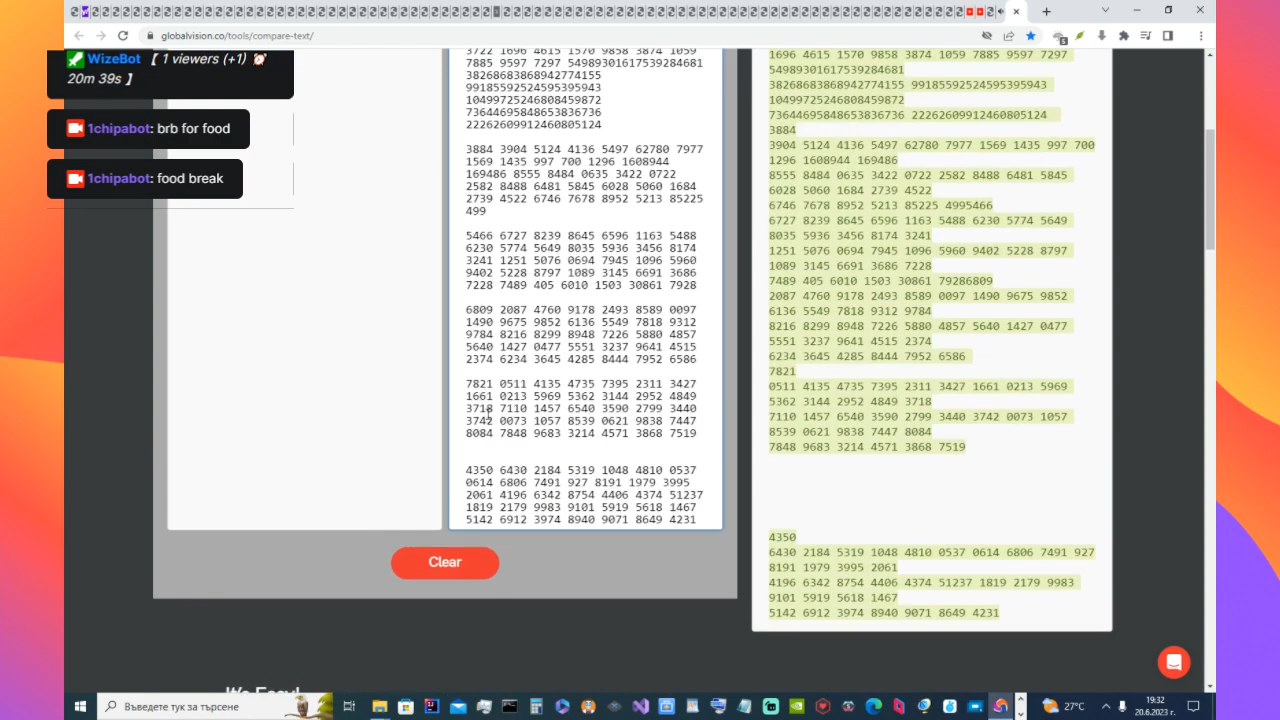 globalvision.co/tools/compare-text/
WizeBot [ 1 viewers (+1) ⏰
20m 39s ]
1chipabot: brb for food
1chipabot: food break
3722 1696 4615 1570 9858 3874 1059
7885 9597 7297 54989301617539284681
38268683868942774155
99185592524595395943
10499725246808459872
73644695848653836736
22262609912460805124
3884 3904 5124 4136 5497 62780 7977
1569 1435 997 700 1296 1608944
169486 8555 8484 0635 3422 0722
2582 8488 6481 5845 6028 5060 1684
2739 4522 6746 7678 8952 5213 85225
499
5466 6727 8239 8645 6596 1163 5488
6230 5774 5649 8035 5936 3456 8174
3241 1251 5076 0694 7945 1096 5960
9402 5228 8797 1089 3145 6691 3686
7228 7489 405 6010 1503 30861 7928
6809 2087 4760 9178 2493 8589 0097
1490 9675 9852 6136 5549 7818 9312
9784 8216 8299 8948 7226 5880 4857
5640 1427 0477 5551 3237 9641 4515
2374 6234 3645 4285 8444 7952 6586
7821 0511 4135 4735 7395 2311 3427
1661 0213 5969 5362 3144 2952 4849
3718 7110 1457 6540 3590 2799 3440
3742 0073 1057 8539 0621 9838 7447
8084 7848 9683 3214 4571 3868 7519
4350 6430 2184 5319 1048 4810 0537
0614 6806 7491 927 8191 1979 3995
2061 4196 6342 8754 4406 4374 51237
1819 2179 9983 9101 5919 5618 1467
5142 6912 3974 8940 9071 8649 4231
Clear
It's Easy!
1696 4615 1570 9858 3874 1059 7885 9597 7297
54989301617539284681
38268683868942774155 99185592524595395943
10499725246808459872
73644695848653836736 22262609912460805124
3884
3904 5124 4136 5497 62780 7977 1569 1435 997 700
1296 1608944 169486
8555 8484 0635 3422 0722 2582 8488 6481 5845
6028 5060 1684 2739 4522
6746 7678 8952 5213 85225 4995466
6727 8239 8645 6596 1163 5488 6230 5774 5649
8035 5936 3456 8174 3241
1251 5076 0694 7945 1096 5960 9402 5228 8797
1089 3145 6691 3686 7228
7489 405 6010 1503 30861 79286809
2087 4760 9178 2493 8589 0097 1490 9675 9852
6136 5549 7818 9312 9784
8216 8299 8948 7226 5880 4857 5640 1427 0477
5551 3237 9641 4515 2374
6234 3645 4285 8444 7952 6586
7821
0511 4135 4735 7395 2311 3427 1661 0213 5969
5362 3144 2952 4849 3718
7110 1457 6540 3590 2799 3440 3742 0073 1057
8539 0621 9838 7447 8084
7848 9683 3214 4571 3868 7519
4350
6430 2184 5319 1048 4810 0537 0614 6806 7491 927
8191 1979 3995 2061
4196 6342 8754 4406 4374 51237 1819 2179 9983
9101 5919 5618 1467
5142 6912 3974 8940 9071 8649 4231
Въведете тук за търсене
27°C
19:32
20.6.2023 г.